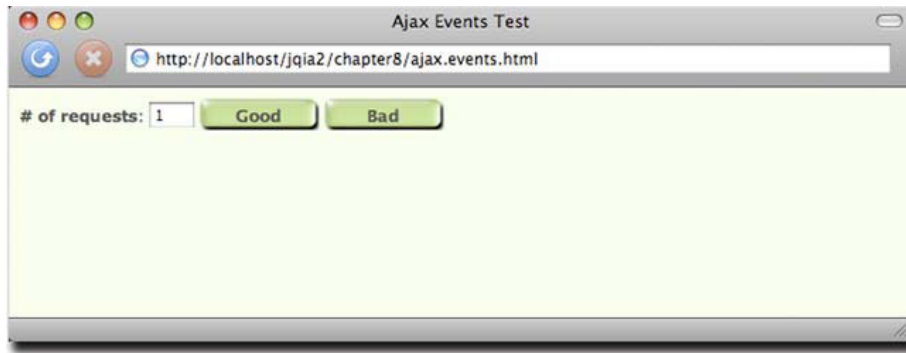 Ajax Events Test
http://localhost/jqia2/chapter8/ajax.events.html
# of requests: 1 Good Bad